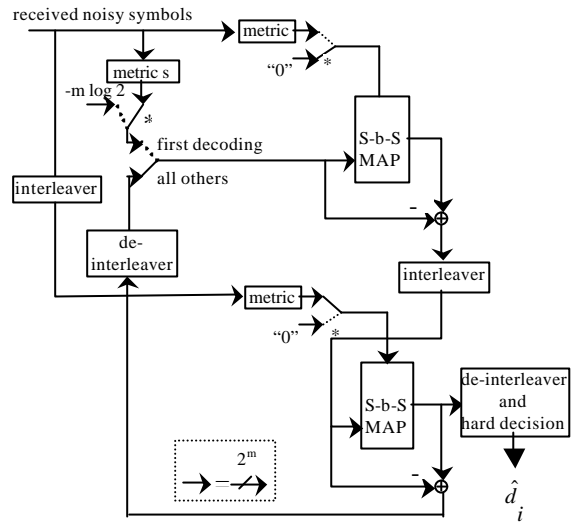 received noisy symbols
metric
“0”
*
metric s
-m log 2
*
first decoding
all others
S-b-S
MAP
-
interleaver
de-
interleaver
interleaver
metric
“0”
*
S-b-S
MAP
de-interleaver
and
hard decision
-
= 2^m
d̂_i